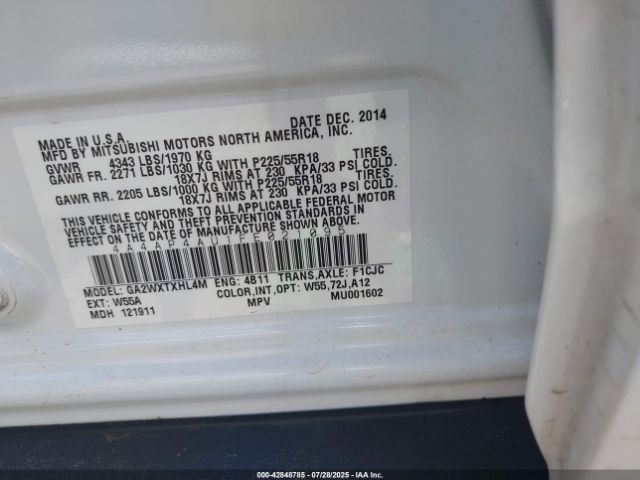 MADE IN U.S.A. DATE DEC. 2014
MFD BY MITSUBISHI MOTORS NORTH AMERICA, INC.
GVWR 4343 LBS/1970 KG
GAWR FR. 2271 LBS/1030 KG WITH P225/55R18 TIRES.
18X7J RIMS AT 230 KPA/33 PSI COLD.
GAWR RR. 2205 LBS/1000 KG WITH P225/55R18 TIRES.
18X7J RIMS AT 230 KPA/33 PSI COLD.
THIS VEHICLE CONFORMS TO ALL APPLICABLE FEDERAL MOTOR
VEHICLE SAFETY AND THEFT PREVENTION STANDARDS IN
EFFECT ON THE DATE OF MANUFACTURE SHOWN ABOVE.
4A4AP4AU1FE021095
MODEL: GA2WXTXHL4M ENG: 4B11 TRANS,AXLE: F1CJC
EXT: W55A COLOR,INT,OPT: W55,72J,A12
MDH 121911 MPV MU001602
000-42848785 - 07/28/2025 - IAAI.COM